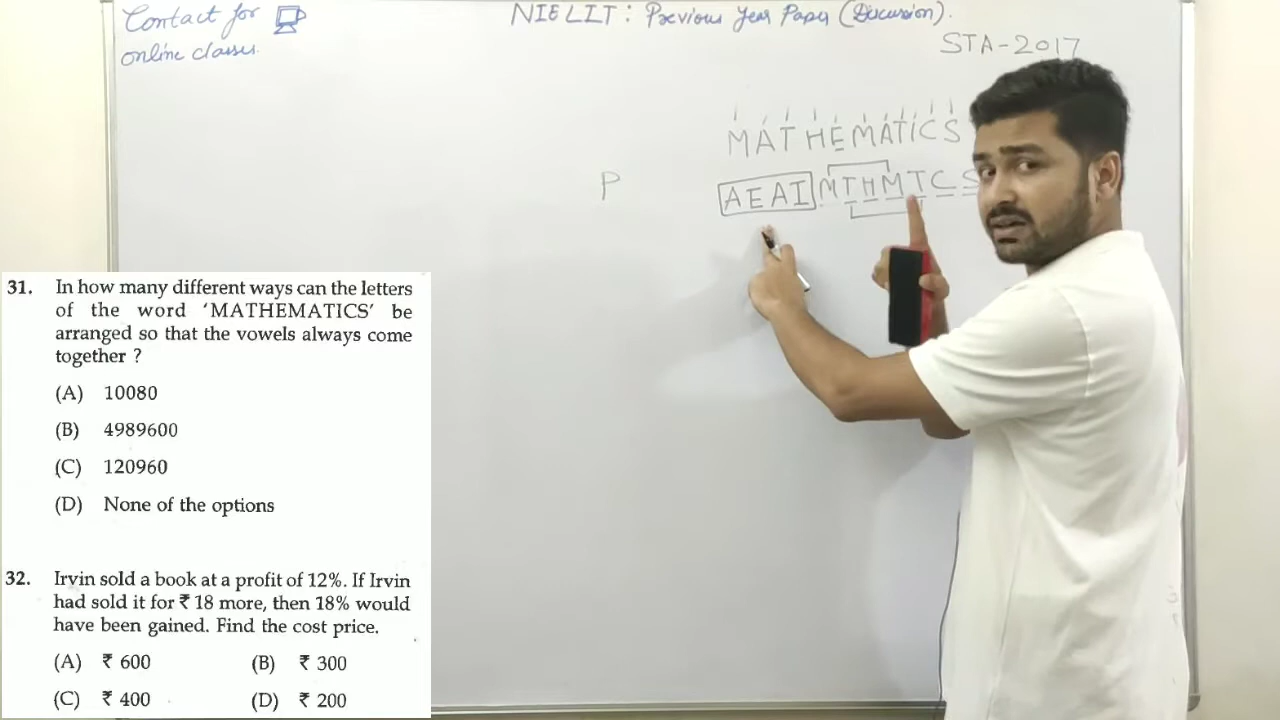 Contact for
online classes.
NIELIT : Previous Year Paper (Discussion).
STA-2017
MATHEMATICS
P
AEAI MTHMTCS
31. In how many different ways can the letters
of the word 'MATHEMATICS' be
arranged so that the vowels always come
together ?
(A) 10080
(B) 4989600
(C) 120960
(D) None of the options
32. Irvin sold a book at a profit of 12%. If Irvin
had sold it for ₹ 18 more, then 18% would
have been gained. Find the cost price.
(A) ₹ 600 (B) ₹ 300
(C) ₹ 400 (D) ₹ 200